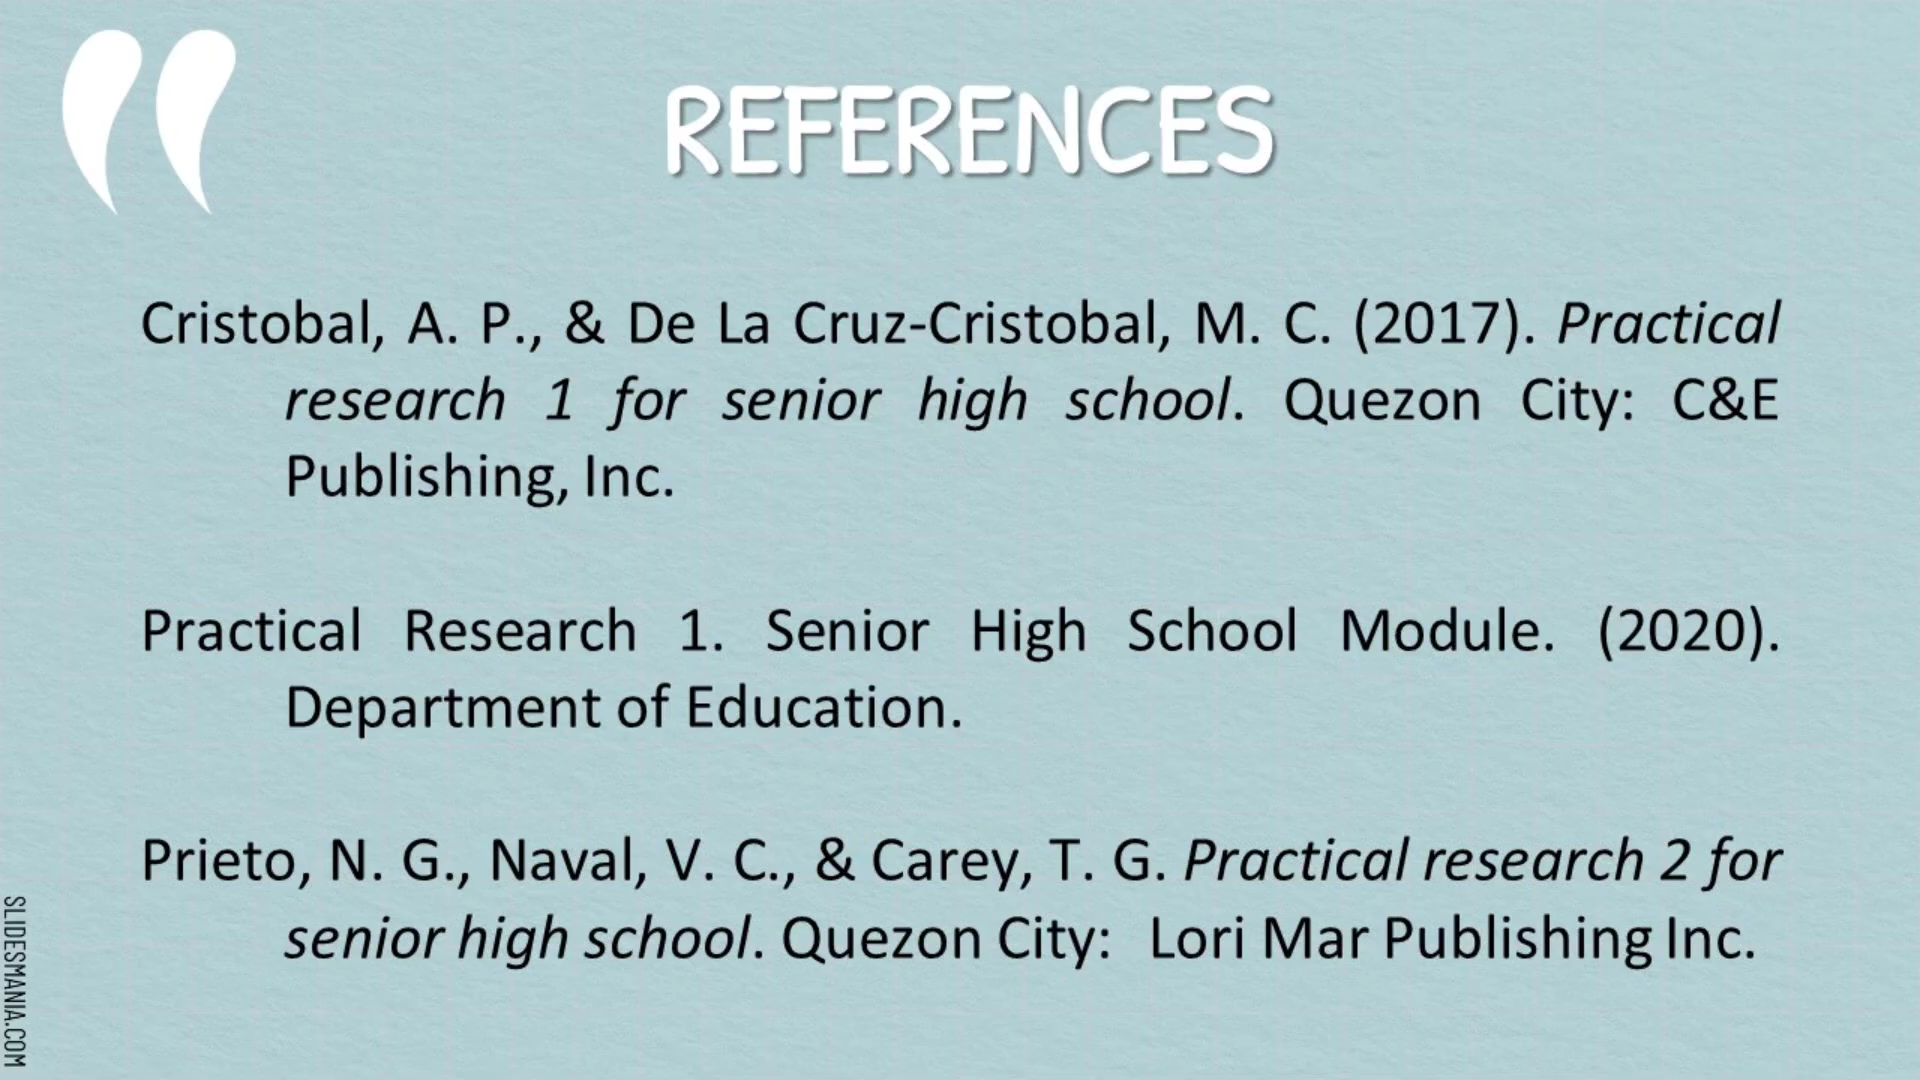 REFERENCES
Cristobal, A. P., & De La Cruz-Cristobal, M. C. (2017). Practical
research 1 for senior high school. Quezon City: C&E
Publishing, Inc.
Practical Research 1. Senior High School Module. (2020).
Department of Education.
Prieto, N. G., Naval, V. C., & Carey, T. G. Practical research 2 for
senior high school. Quezon City: Lori Mar Publishing Inc.
SLIDESMANIA.COM